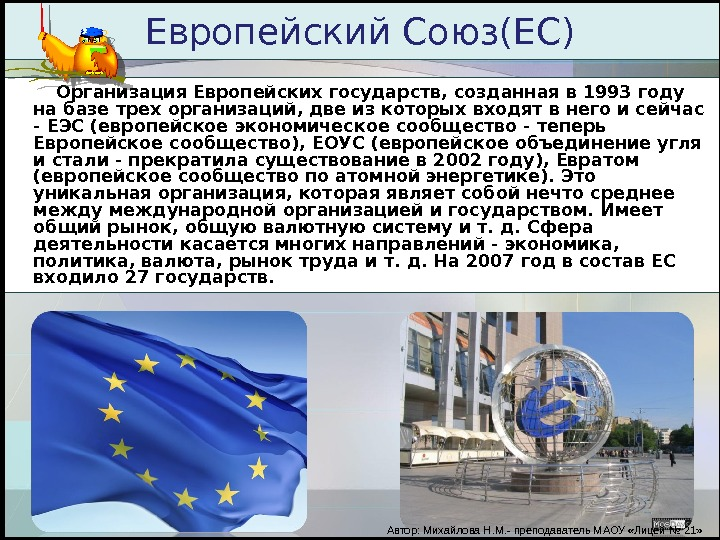 Европейский Союз(ЕС)
Организация Европейских государств, созданная в 1993 году
на базе трех организаций, две из которых входят в него и сейчас
- ЕЭС (европейское экономическое сообщество - теперь
Европейское сообщество), ЕОУС (европейское объединение угля
и стали - прекратила существование в 2002 году), Евратом
(европейское сообщество по атомной энергетике). Это
уникальная организация, которая являет собой нечто среднее
между международной организацией и государством. Имеет
общий рынок, общую валютную систему и т. д. Сфера
деятельности касается многих направлений - экономика,
политика, валюта, рынок труда и т. д. На 2007 год в состав ЕС
входило 27 государств.
Автор: Михайлова Н.М.- преподаватель МАОУ «Лицей № 21»